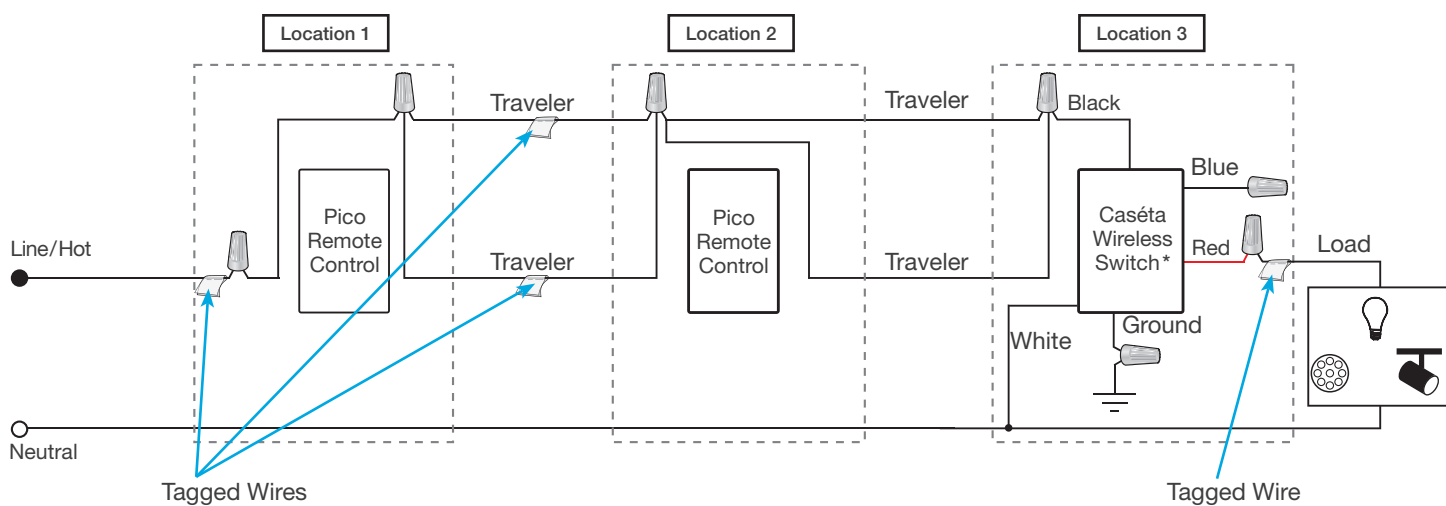 Location 1
Location 2
Location 3
Traveler
Traveler
Black
Blue
Pico
Remote
Control
Pico
Remote
Control
Caséta
Wireless
Switch*
Line/Hot
Traveler
Traveler
Red
Load
Ground
White
Neutral
Tagged Wires
Tagged Wire